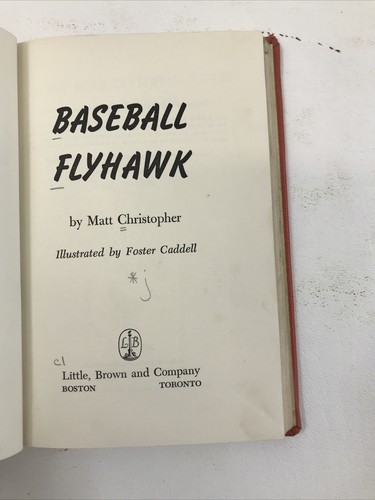 BASEBALL
FLYHAWK
by Matt Christopher
Illustrated by Foster Caddell
*j
LB
c1
Little, Brown and Company
BOSTON TORONTO